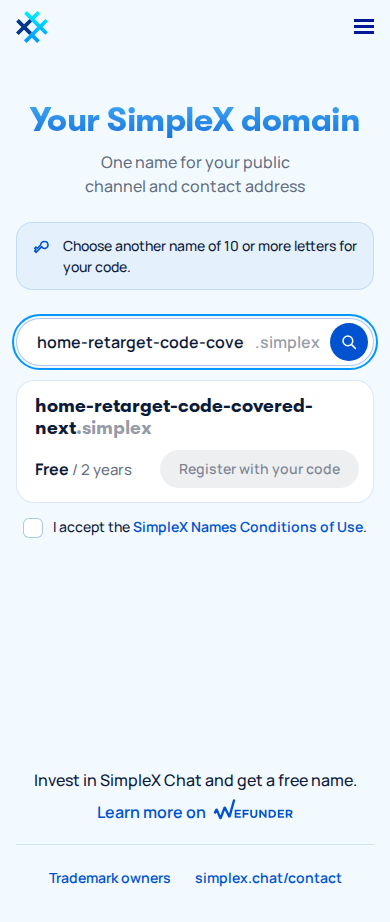 Your SimpleX domain
One name for your public
channel and contact address
Choose another name of 10 or more letters for
your code.
home-retarget-code-cove .simplex
home-retarget-code-covered-
next.simplex
Free / 2 years Register with your code
I accept the SimpleX Names Conditions of Use.
Invest in SimpleX Chat and get a free name.
Learn more on WEFUNDER
Trademark owners simplex.chat/contact